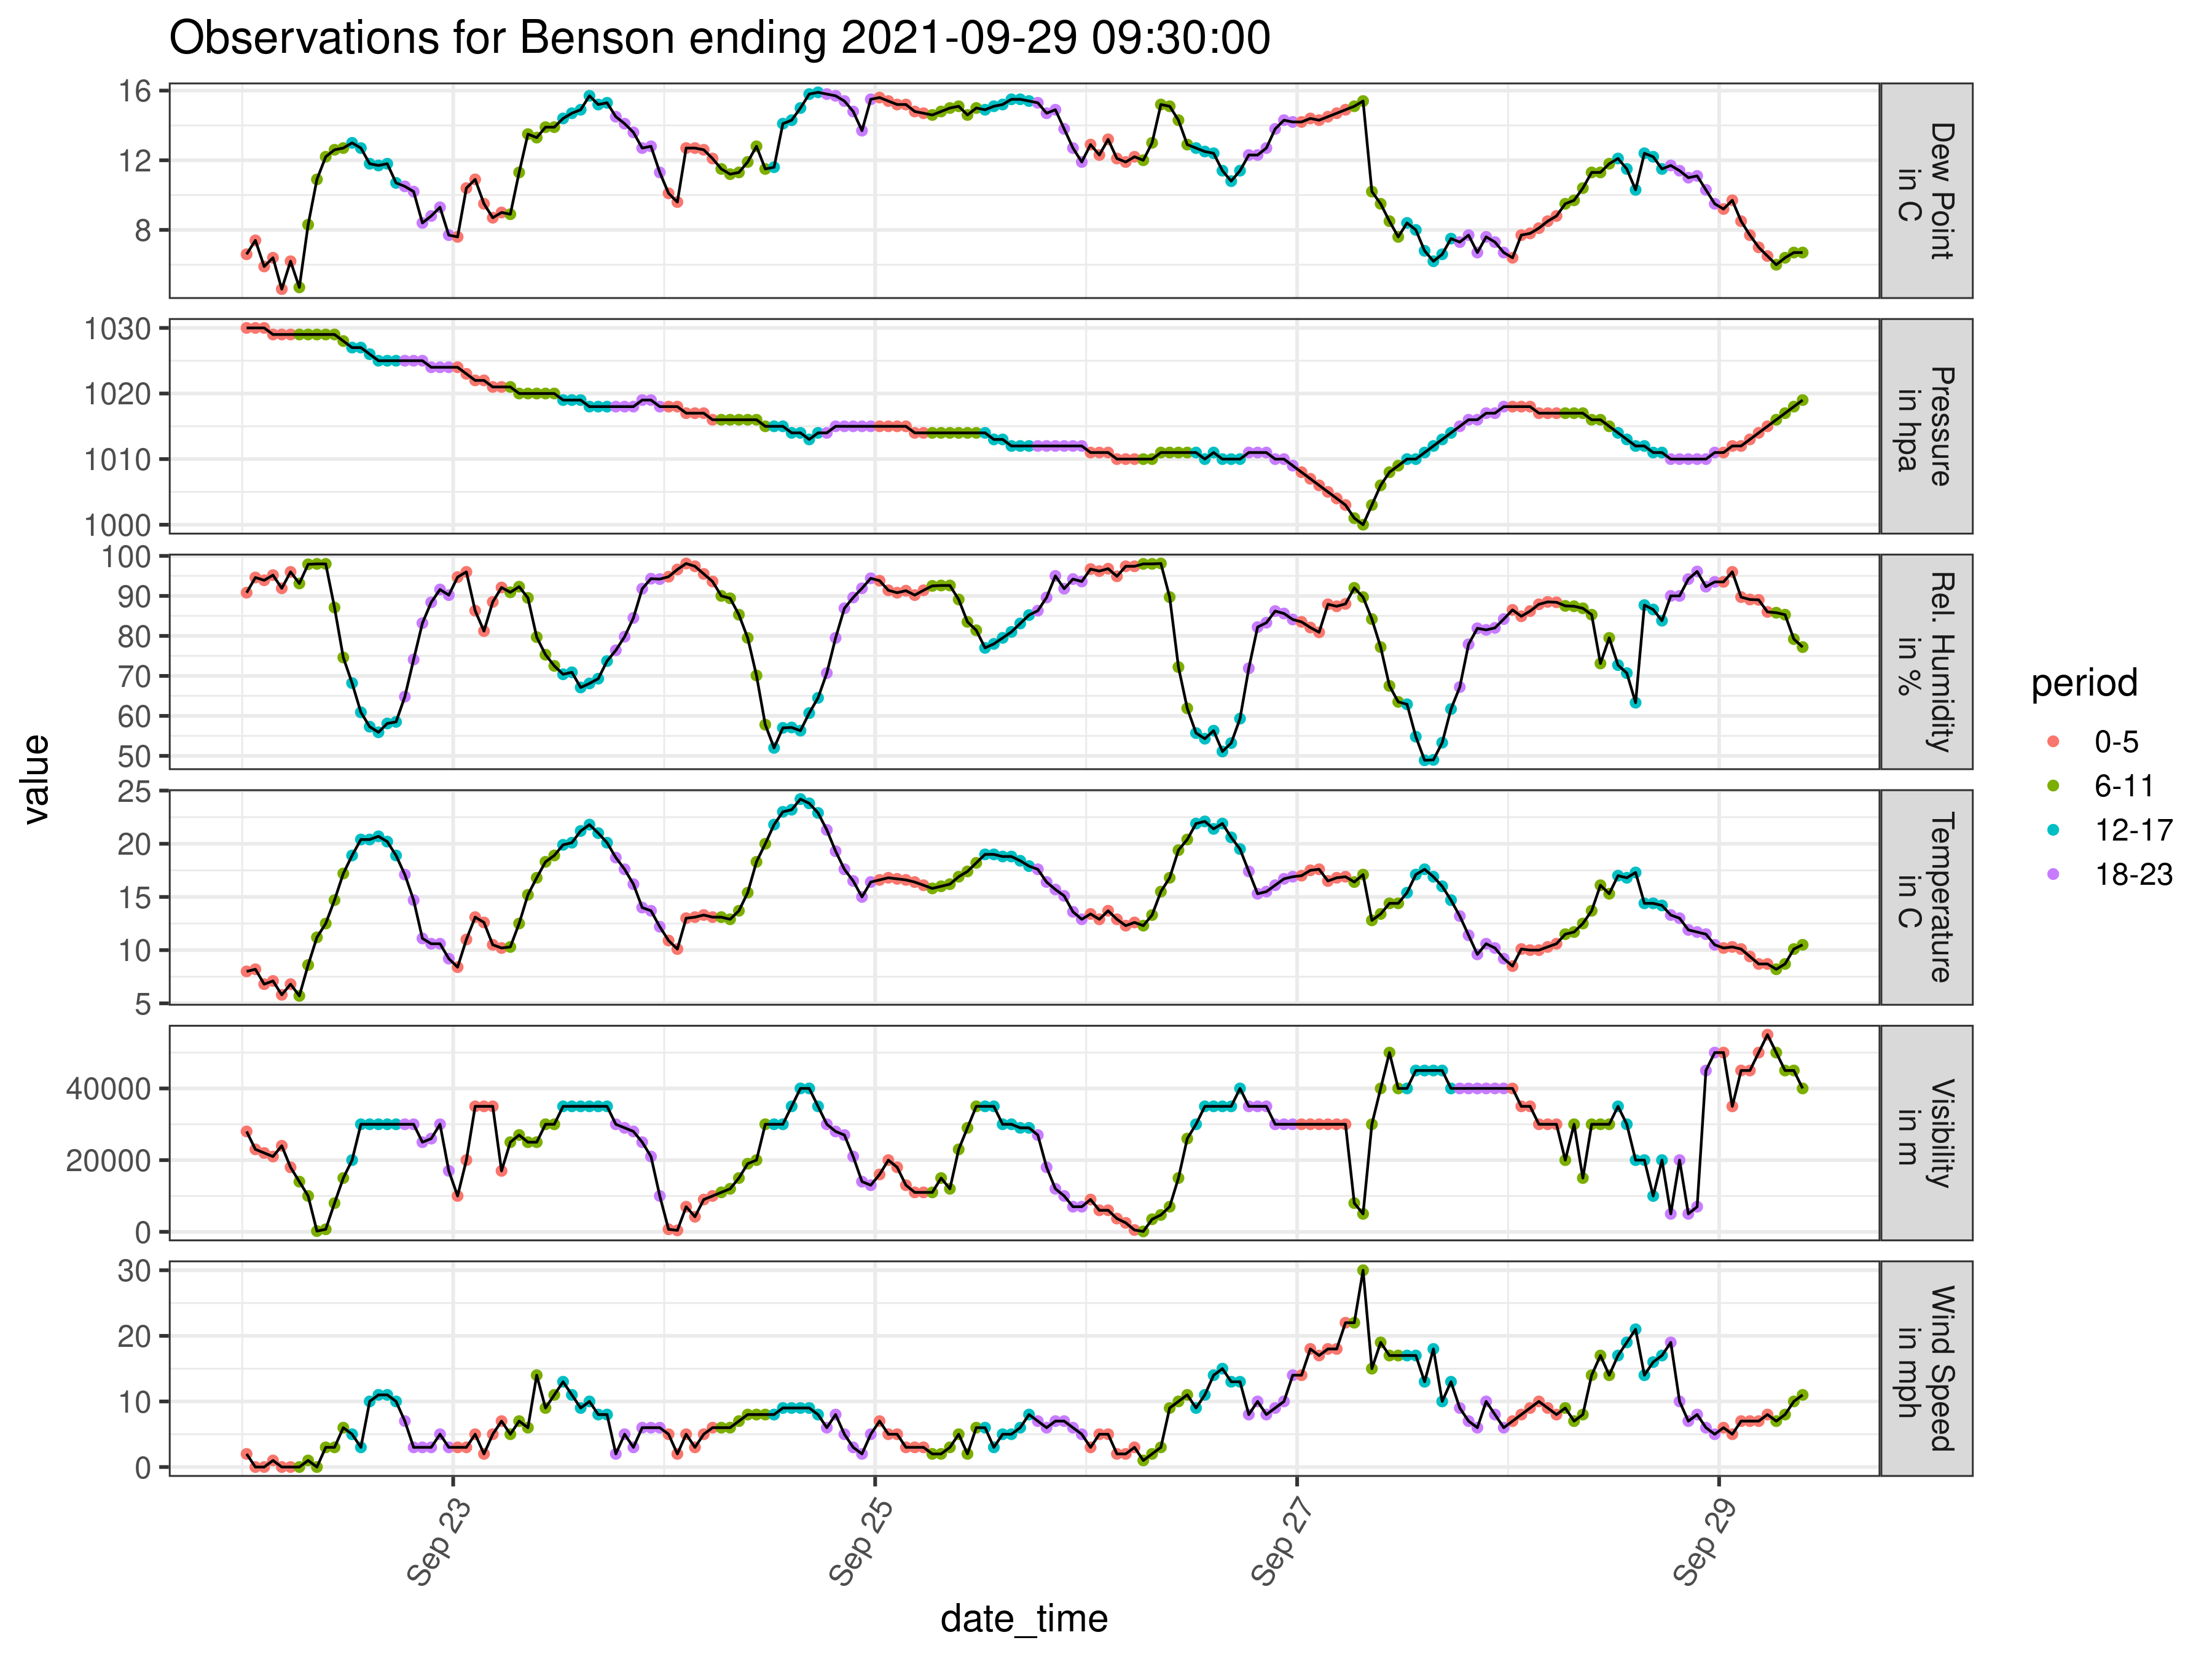 Observations for Benson ending 2021-09-29 09:30:00
value
16
12
8
Dew Point
in C
1030
1020
1010
1000
Pressure
in hpa
100
90
80
70
60
50
Rel. Humidity
in %
25
20
15
10
5
Temperature
in C
40000
20000
0
Visibility
in m
30
20
10
0
Wind Speed
in mph
Sep 23
Sep 25
Sep 27
Sep 29
date_time
period
0-5
6-11
12-17
18-23